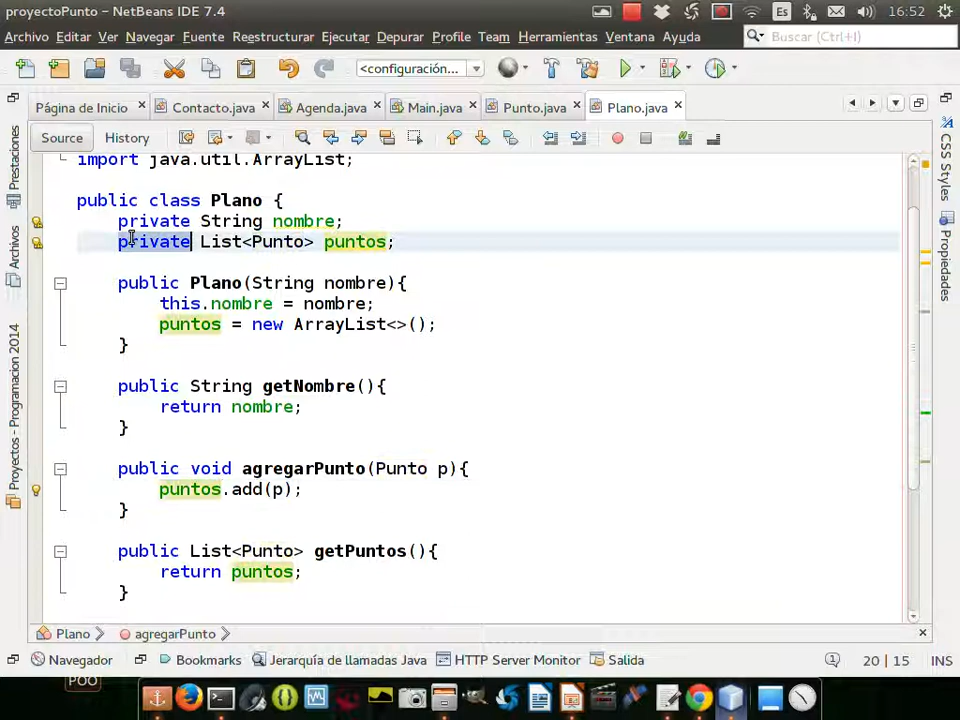 proyectoPunto - NetBeans IDE 7.4
Es
16:52
Archivo Editar Ver Navegar Fuente Reestructurar Ejecutar Depurar Profile Team Herramientas Ventana Ayuda
Buscar (Ctrl+I)
<configuración...
Página de Inicio
Contacto.java
Agenda.java
Main.java
Punto.java
Plano.java
Source
History
import java.util.ArrayList;
public class Plano {
private String nombre;
private List<Punto> puntos;
public Plano(String nombre){
this.nombre = nombre;
puntos = new ArrayList<>();
}
public String getNombre(){
return nombre;
}
public void agregarPunto(Punto p){
puntos.add(p);
}
public List<Punto> getPuntos(){
return puntos;
}
Prestaciones
Archivos
Proyectos - Programacion 2014
CSS Styles
Propiedades
Plano
agregarPunto
Navegador
Bookmarks
Jerarquía de llamadas Java
HTTP Server Monitor
Salida
1
20 | 15
INS
POO